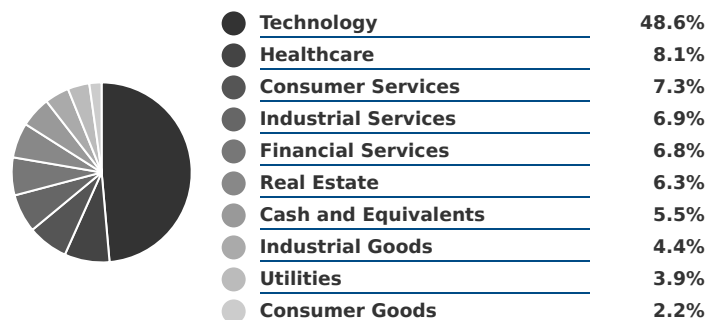 Technology 48.6%
Healthcare 8.1%
Consumer Services 7.3%
Industrial Services 6.9%
Financial Services 6.8%
Real Estate 6.3%
Cash and Equivalents 5.5%
Industrial Goods 4.4%
Utilities 3.9%
Consumer Goods 2.2%